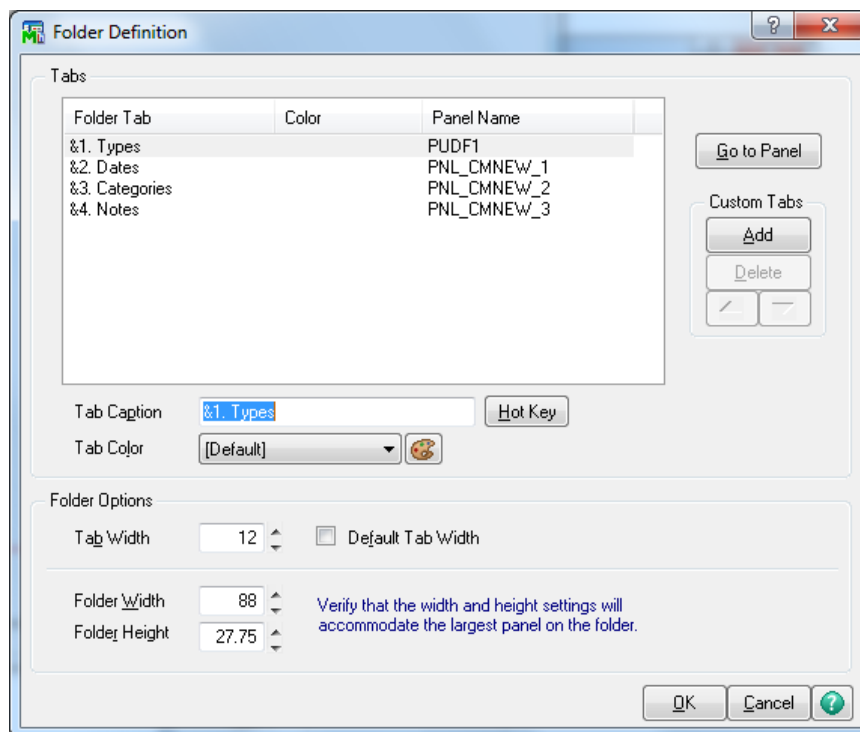 Folder Definition
Tabs
Folder Tab Color Panel Name
&1. Types PUDF1
&2. Dates PNL_CMNEW_1
&3. Categories PNL_CMNEW_2
&4. Notes PNL_CMNEW_3
Go to Panel
Custom Tabs
Add
Delete
Tab Caption &1. Types Hot Key
Tab Color [Default]
Folder Options
Tab Width 12 Default Tab Width
Folder Width 88 Verify that the width and height settings will
Folder Height 27.75 accommodate the largest panel on the folder.
OK Cancel ?